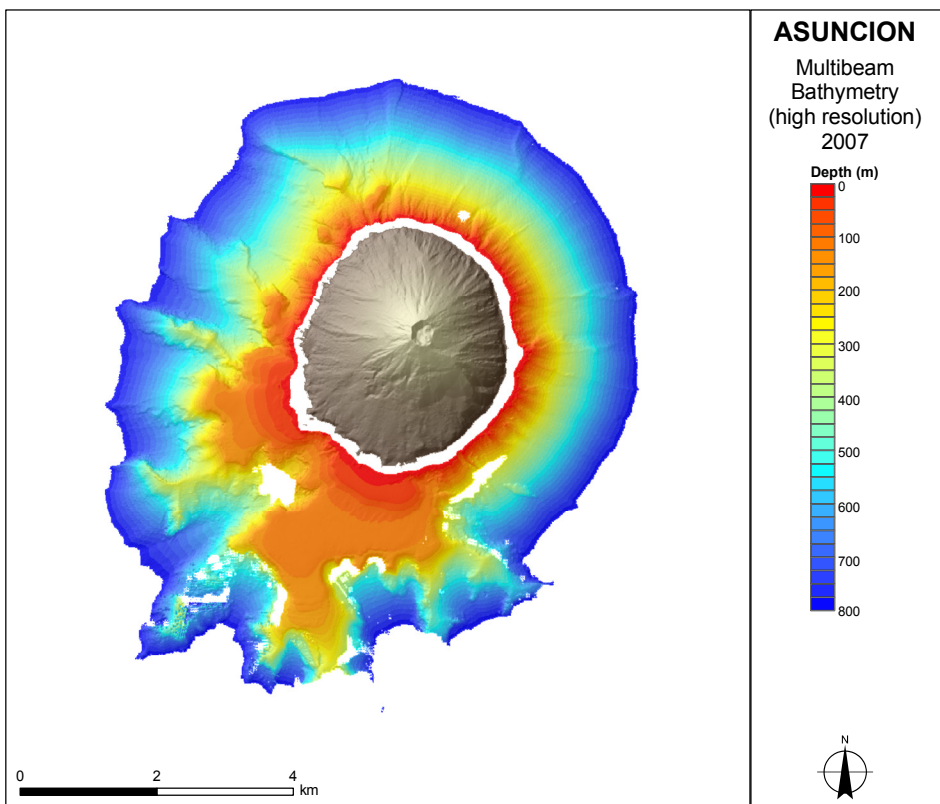 ASUNCION
Multibeam
Bathymetry
(high resolution)
2007
Depth (m)
0
100
200
300
400
500
600
700
800
N
0 2 4
km